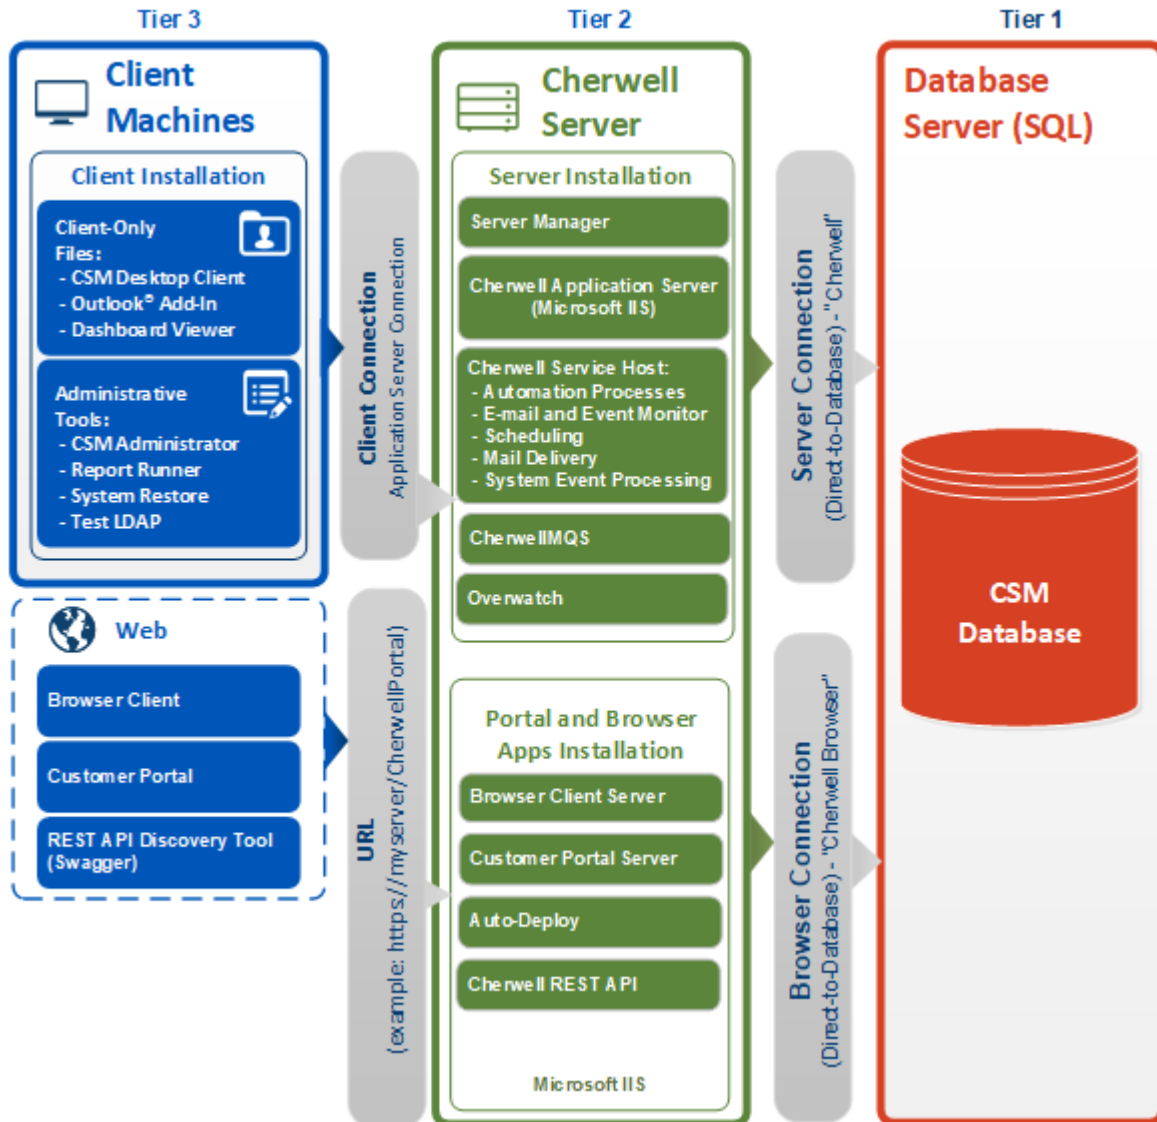 Tier 3
Tier 2
Tier 1
Client
Machines
Client Installation
Client-Only
Files:
- CSM Desktop Client
- Outlook® Add-In
- Dashboard Viewer
Administrative
Tools:
- CSM Administrator
- Report Runner
- System Restore
- Test LDAP
Web
Browser Client
Customer Portal
REST API Discovery Tool
(Swagger)
Client Connection
Application Server Connection
URL
(example: https://myserver/CherwellPortal)
Cherwell
Server
Server Installation
Server Manager
Cherwell Application Server
(Microsoft IIS)
Cherwell Service Host:
- Automation Processes
- E-mail and Event Monitor
- Scheduling
- Mail Delivery
- System Event Processing
CherwellMQS
Overwatch
Portal and Browser
Apps Installation
Browser Client Server
Customer Portal Server
Auto-Deploy
Cherwell REST API
Microsoft IIS
Server Connection
(Direct-to-Database) - "Cherwell"
Browser Connection
(Direct-to-Database) - "Cherwell Browser"
Database
Server (SQL)
CSM
Database